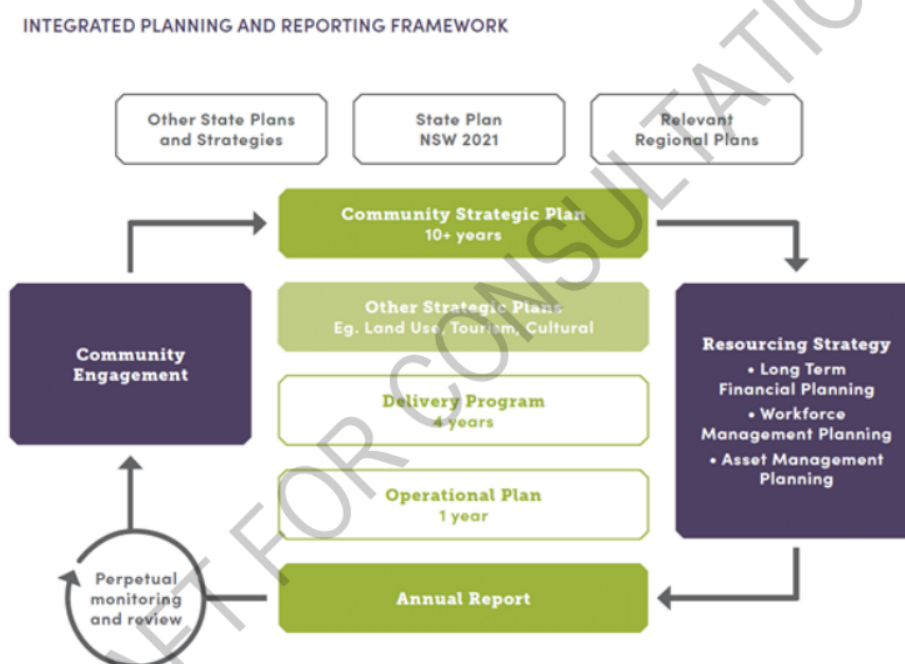 INTEGRATED PLANNING AND REPORTING FRAMEWORK
Other State Plans
and Strategies
State Plan
NSW 2021
Relevant
Regional Plans
Community Strategic Plan
10+ years
Other Strategic Plans
Eg. Land Use, Tourism, Cultural
Community
Engagement
Delivery Program
4 years
Operational Plan
1 year
Resourcing Strategy
• Long Term
Financial Planning
• Workforce
Management Planning
• Asset Management
Planning
Perpetual
monitoring
and review
Annual Report
AFT FOR CONSULTATIO